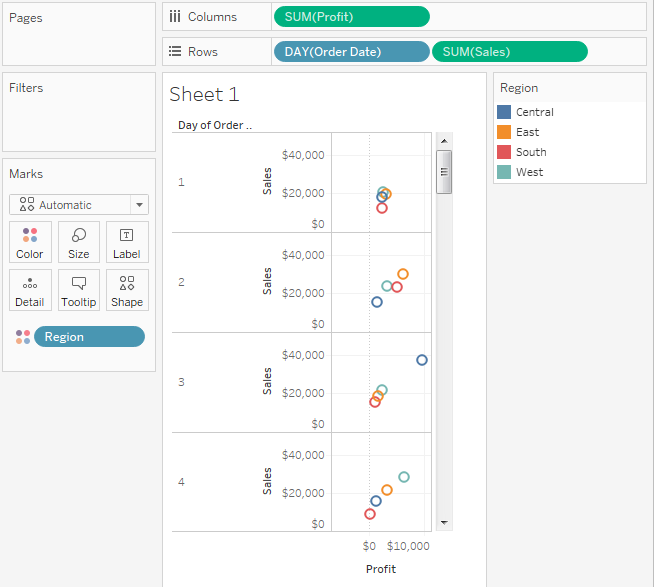 Pages
Columns SUM(Profit)
Rows DAY(Order Date) SUM(Sales)
Filters
Marks
Automatic
Color Size Label
Detail Tooltip Shape
Region
Sheet 1
Day of Order ..
1 Sales $40,000
$20,000
$0
2 Sales $40,000
$20,000
$0
3 Sales $40,000
$20,000
$0
4 Sales $40,000
$20,000
$0
$0 $10,000
Profit
Region
Central
East
South
West